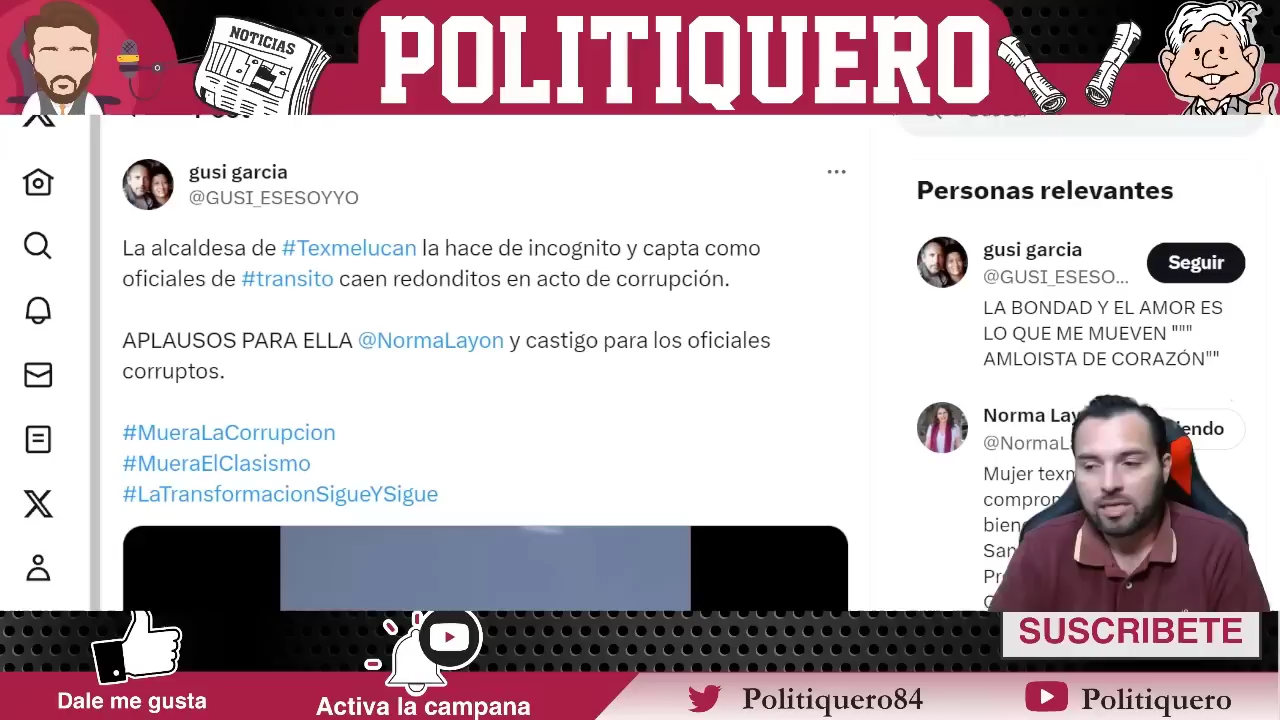 NOTICIAS
POLITIQUERO
gusi garcia
@GUSI_ESESOYYO
La alcaldesa de #Texmelucan la hace de incognito y capta como
oficiales de #transito caen redonditos en acto de corrupción.
APLAUSOS PARA ELLA @NormaLayon y castigo para los oficiales
corruptos.
#MueraLaCorrupcion
#MueraElClasismo
#LaTransformacionSigueYSigue
Personas relevantes
gusi garcia
@GUSI_ESESO...
Seguir
LA BONDAD Y EL AMOR ES
LO QUE ME MUEVEN """
AMLOISTA DE CORAZÓN""
Norma
Mujer
SUSCRIBETE
Dale me gusta
Activa la campana
Politiquero84
Politiquero